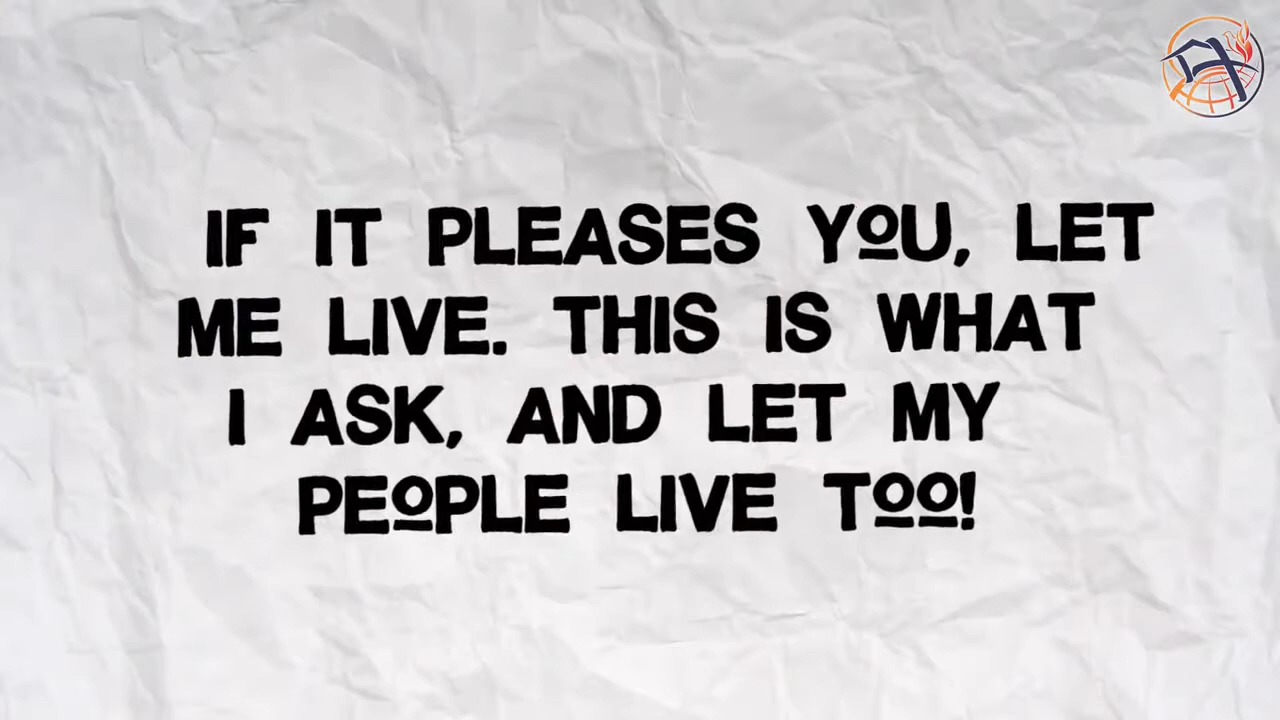 IF IT PLEASES YOU, LET
ME LIVE. THIS IS WHAT
I ASK, AND LET MY
PEOPLE LIVE TOO!